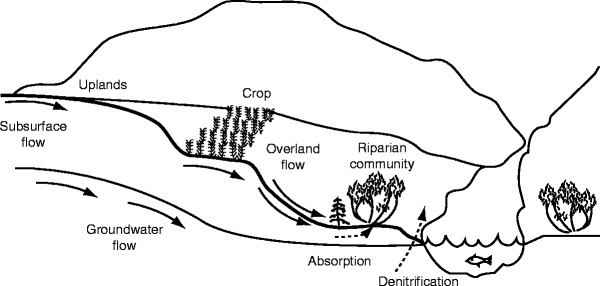 Uplands
Crop
Subsurface
flow
Overland
flow
Riparian
community
Groundwater
flow
Absorption
Denitrification